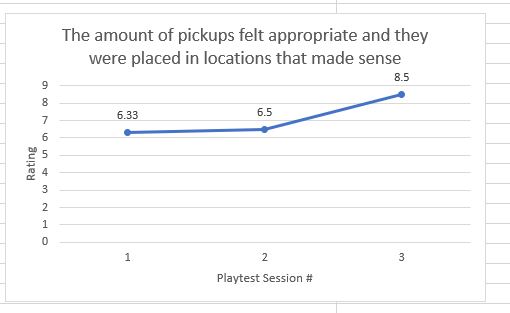 The amount of pickups felt appropriate and they
were placed in locations that made sense
8.5
9
8
7
6
5
4
3
2
1
0
6.33
6.5
Rating
1 2 3
Playtest Session #